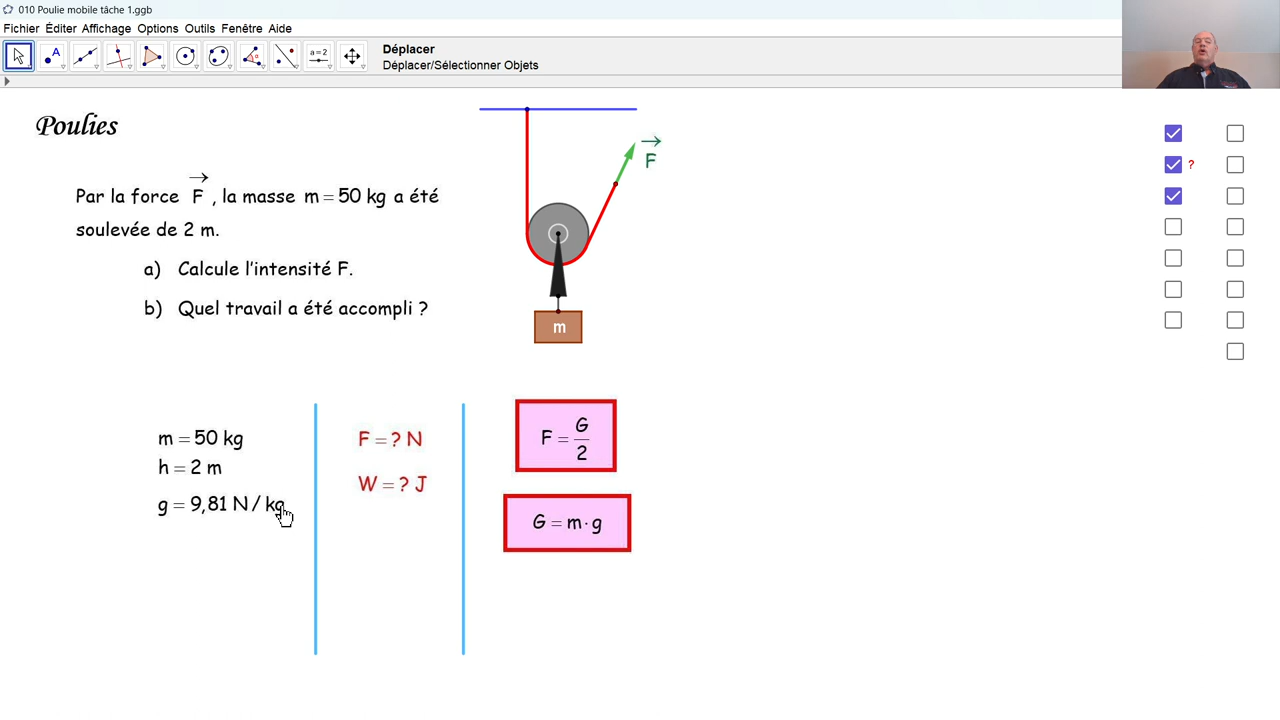 010 Poulie mobile tâche 1.ggb
Fichier Éditer Affichage Options Outils Fenêtre Aide
A
a=2
Déplacer
Déplacer/Sélectionner Objets
Poulies
F
Par la force F , la masse m = 50 kg a été
soulevée de 2 m.
a) Calcule l'intensité F.
b) Quel travail a été accompli ?
m
?
m = 50 kg
h = 2 m
g = 9,81 N / kg
F = ? N
W = ? J
F = G/2
G = m·g